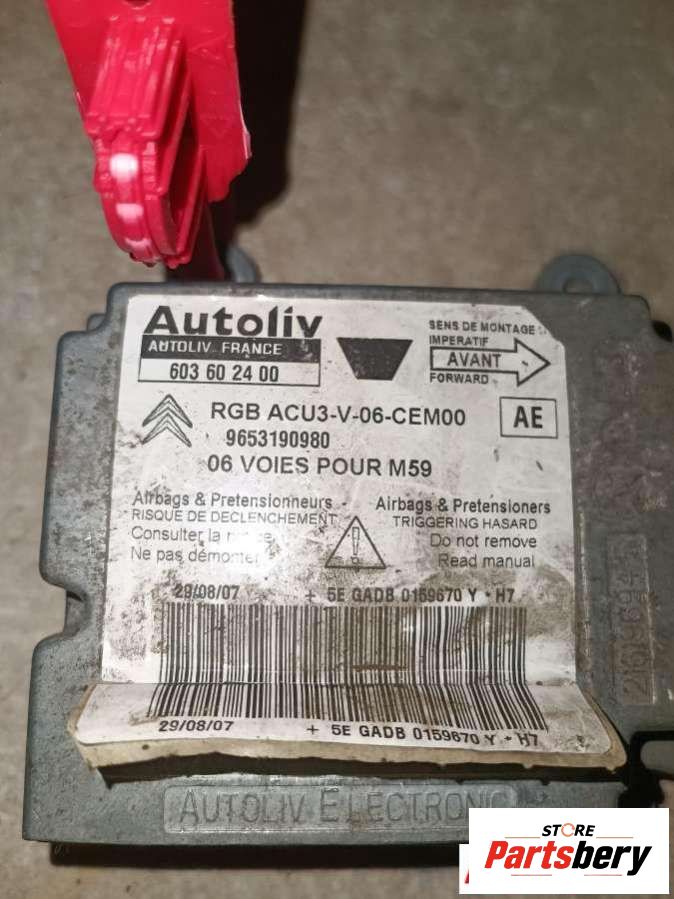 Autoliv
AUTOLIV FRANCE
603 60 24 00
SENS DE MONTAGE
IMPERATIF
AVANT
FORWARD
RGB ACU3-V-06-CEM00
AE
9653190980
06 VOIES POUR M59
Airbags & Pretensionneurs -
RISQUE DE DECLENCHEMENT
Consulter la
Ne pas démonter
Airbags & Pretensioners
TRIGGERING HASARD
Do not remove
Read manual
29/08/07 + 5E GADB 0159670 Y - H7
29/08/07 + 5E GADB 0159670 Y - H7
AUTOLIV ELECTRONIC
STORE
Partsbery